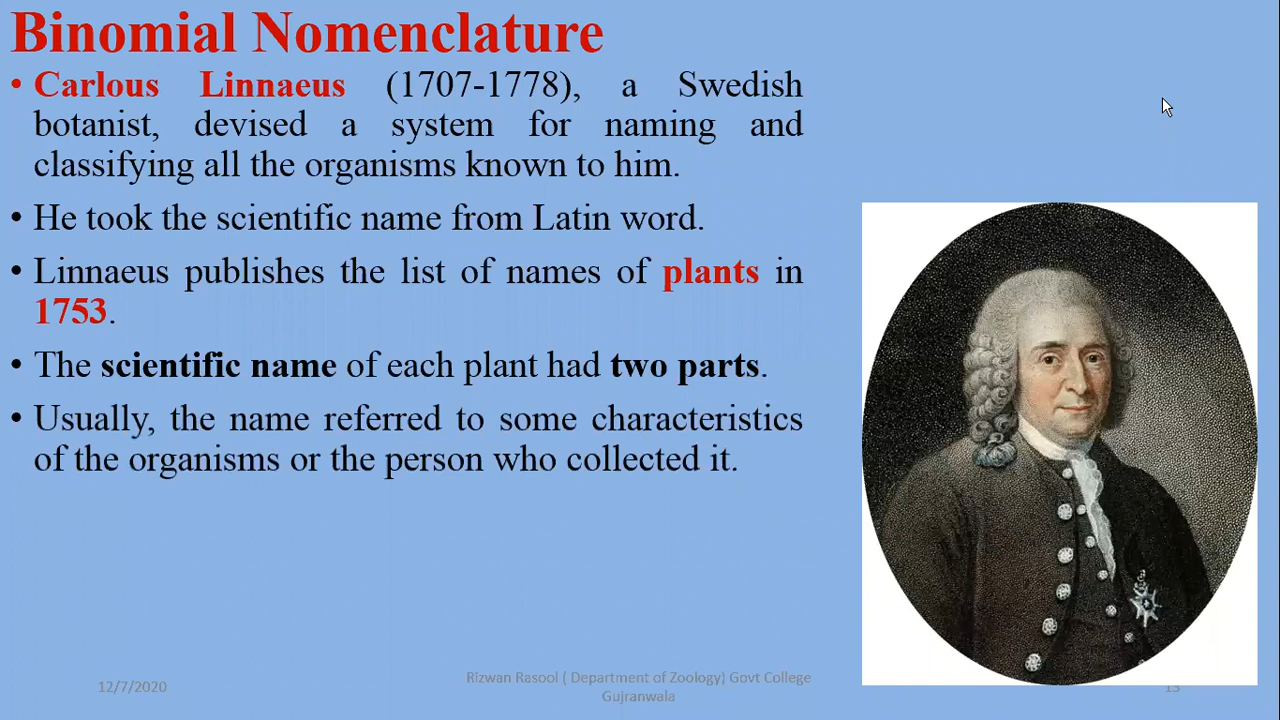 Binomial Nomenclature
• Carlous Linnaeus (1707-1778), a Swedish
botanist, devised a system for naming and
classifying all the organisms known to him.
• He took the scientific name from Latin word.
• Linnaeus publishes the list of names of plants in
1753.
• The scientific name of each plant had two parts.
• Usually, the name referred to some characteristics
of the organisms or the person who collected it.
12/7/2020
Rizwan Rasool ( Department of Zoology) Govt College
Gujranwala
13